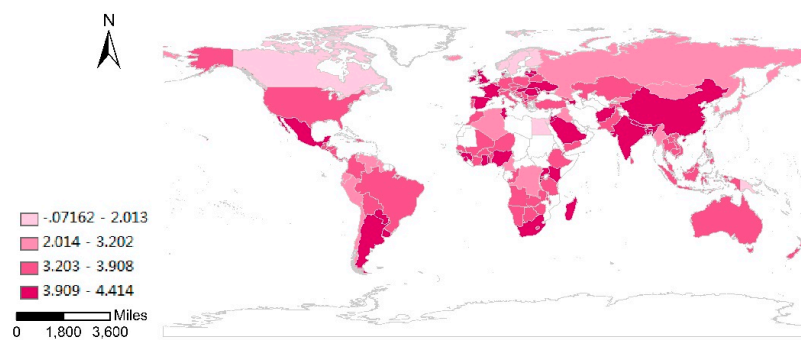 N
-.07162 - 2.013
2.014 - 3.202
3.203 - 3.908
3.909 - 4.414
Miles
0 1,800 3,600